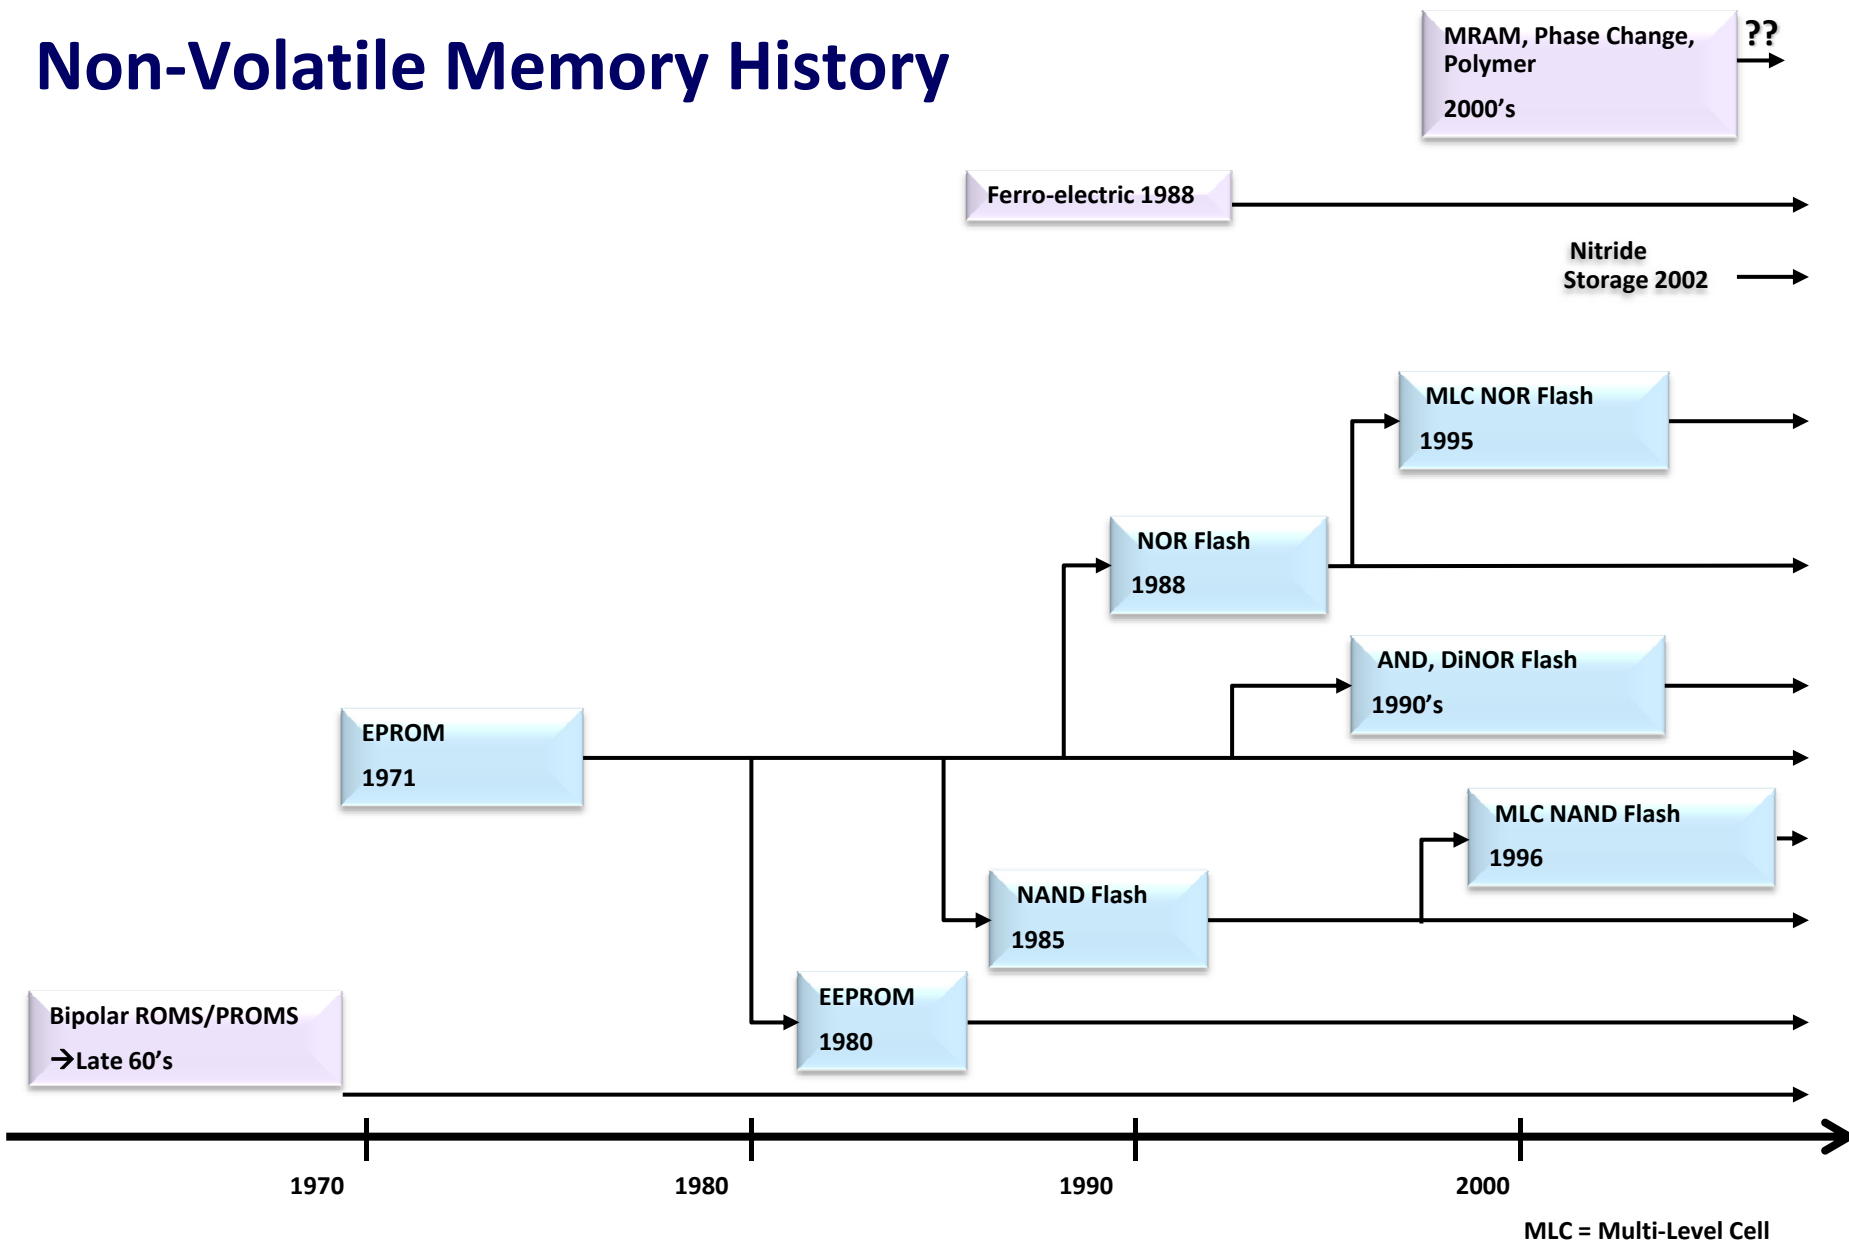 Non-Volatile Memory History
MRAM, Phase Change,
Polymer
2000’s
??
Ferro-electric 1988
Nitride
Storage 2002
MLC NOR Flash
1995
NOR Flash
1988
AND, DiNOR Flash
1990’s
EPROM
1971
MLC NAND Flash
1996
NAND Flash
1985
EEPROM
1980
Bipolar ROMS/PROMS
→Late 60’s
1970
1980
1990
2000
MLC = Multi-Level Cell